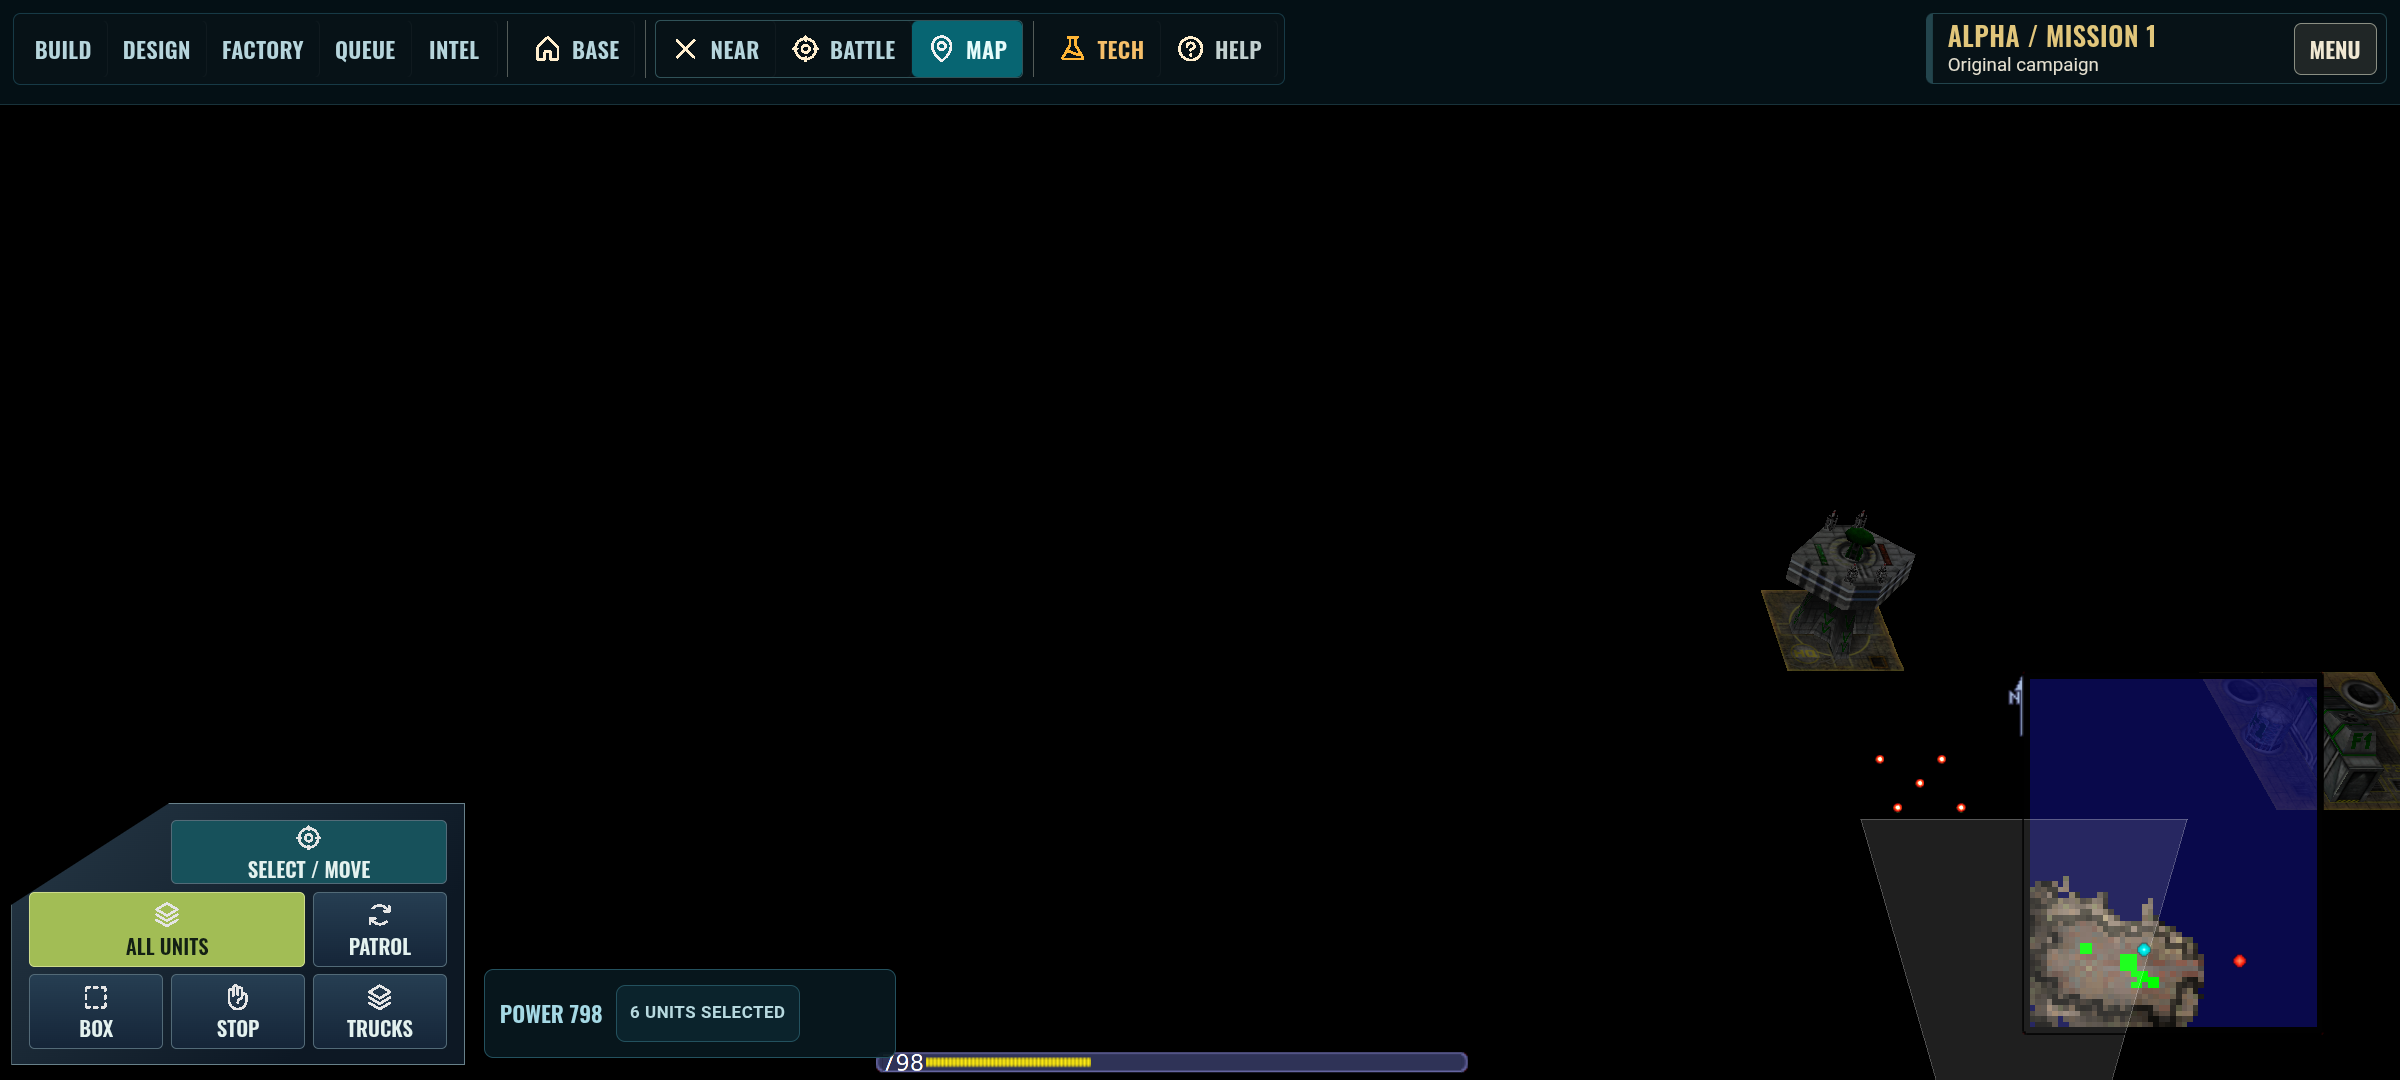 BUILD DESIGN FACTORY QUEUE INTEL BASE NEAR BATTLE MAP TECH HELP
ALPHA / MISSION 1
Original campaign
MENU
N
F1
SELECT / MOVE
ALL UNITS PATROL
BOX STOP TRUCKS
POWER 798 6 UNITS SELECTED
798